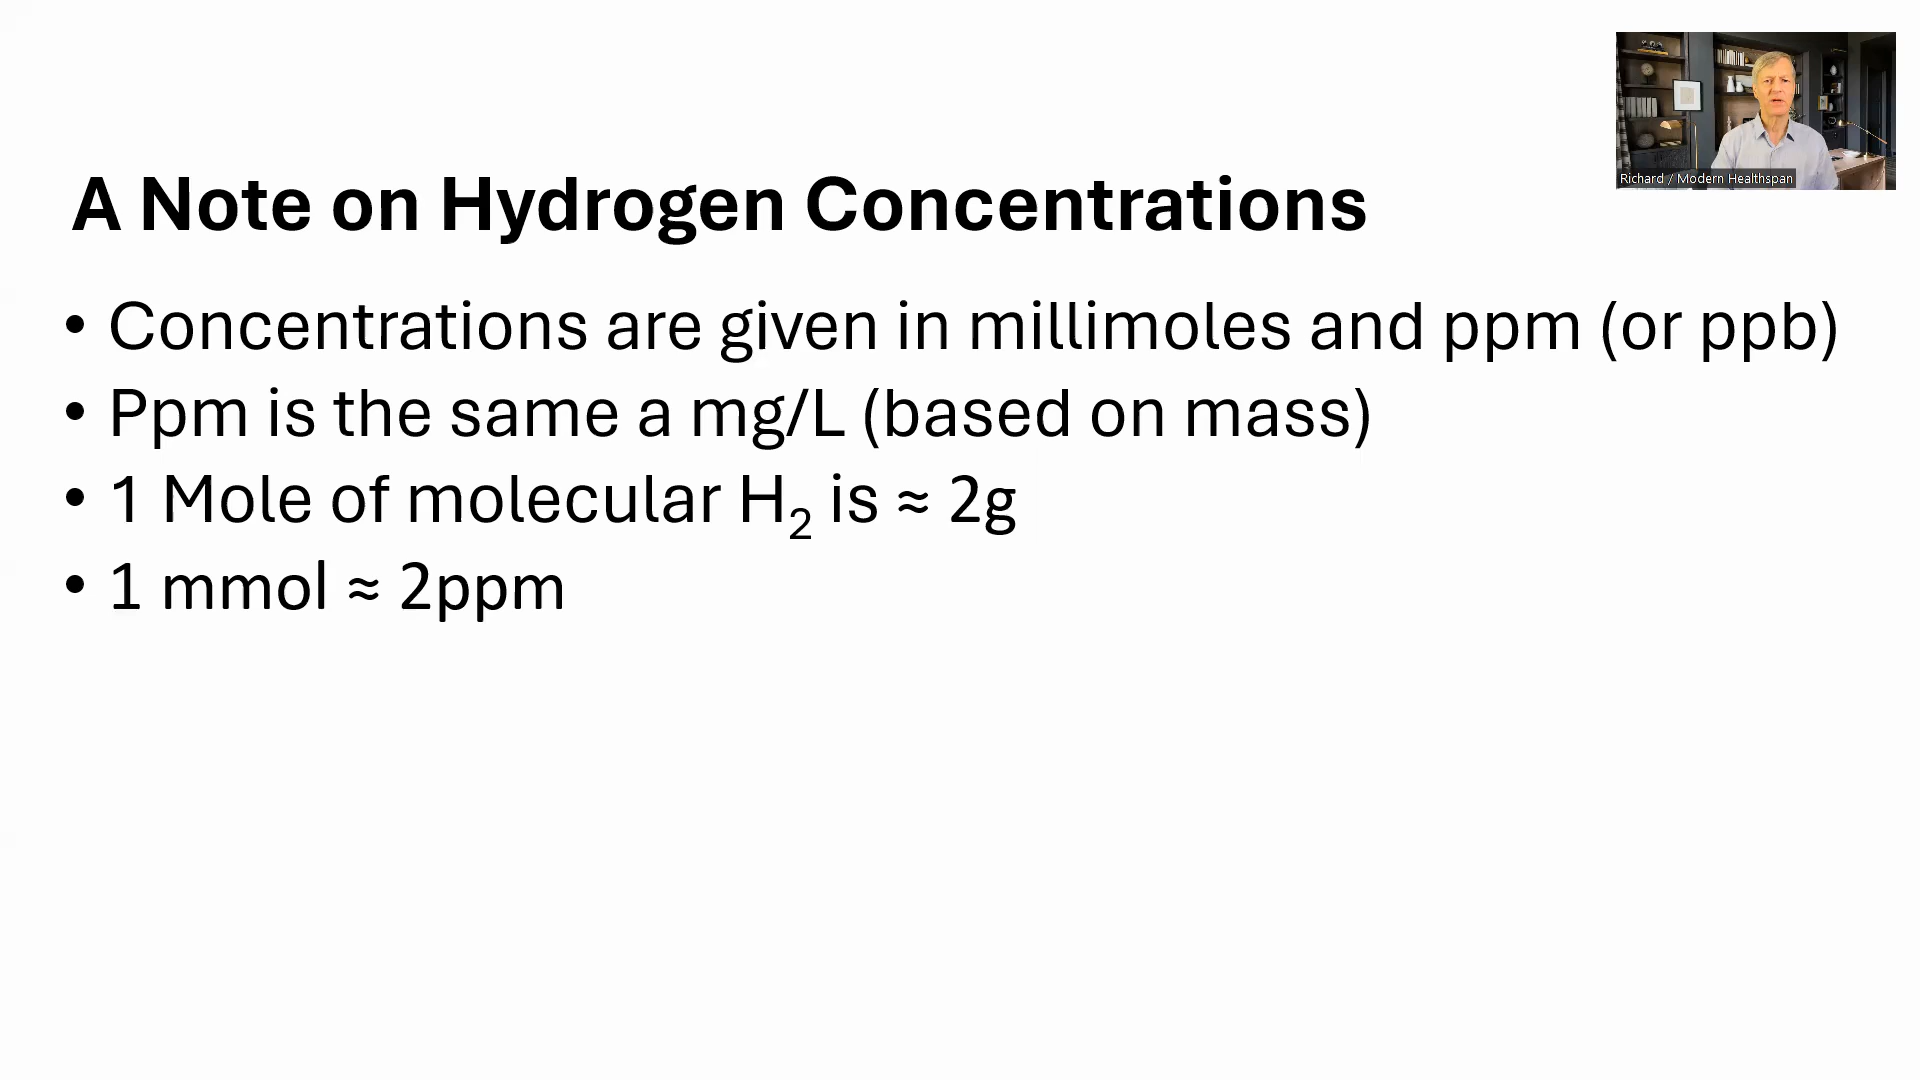 Richard / Modern Healthspan
A Note on Hydrogen Concentrations
• Concentrations are given in millimoles and ppm (or ppb)
• Ppm is the same a mg/L (based on mass)
• 1 Mole of molecular H₂ is ≈ 2g
• 1 mmol ≈ 2ppm